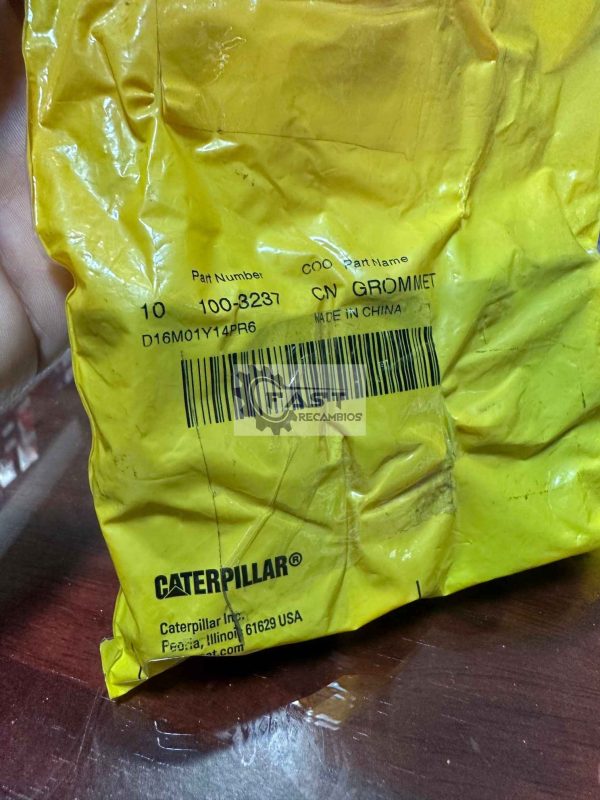 Part Number COO Part Name
10 100-3237 CN GROMMET
D16M01Y14PR6 MADE IN CHINA
FAST
RECAMBIOS
CATERPILLAR®
Caterpillar Inc.
Peoria, Illinois 61629 USA